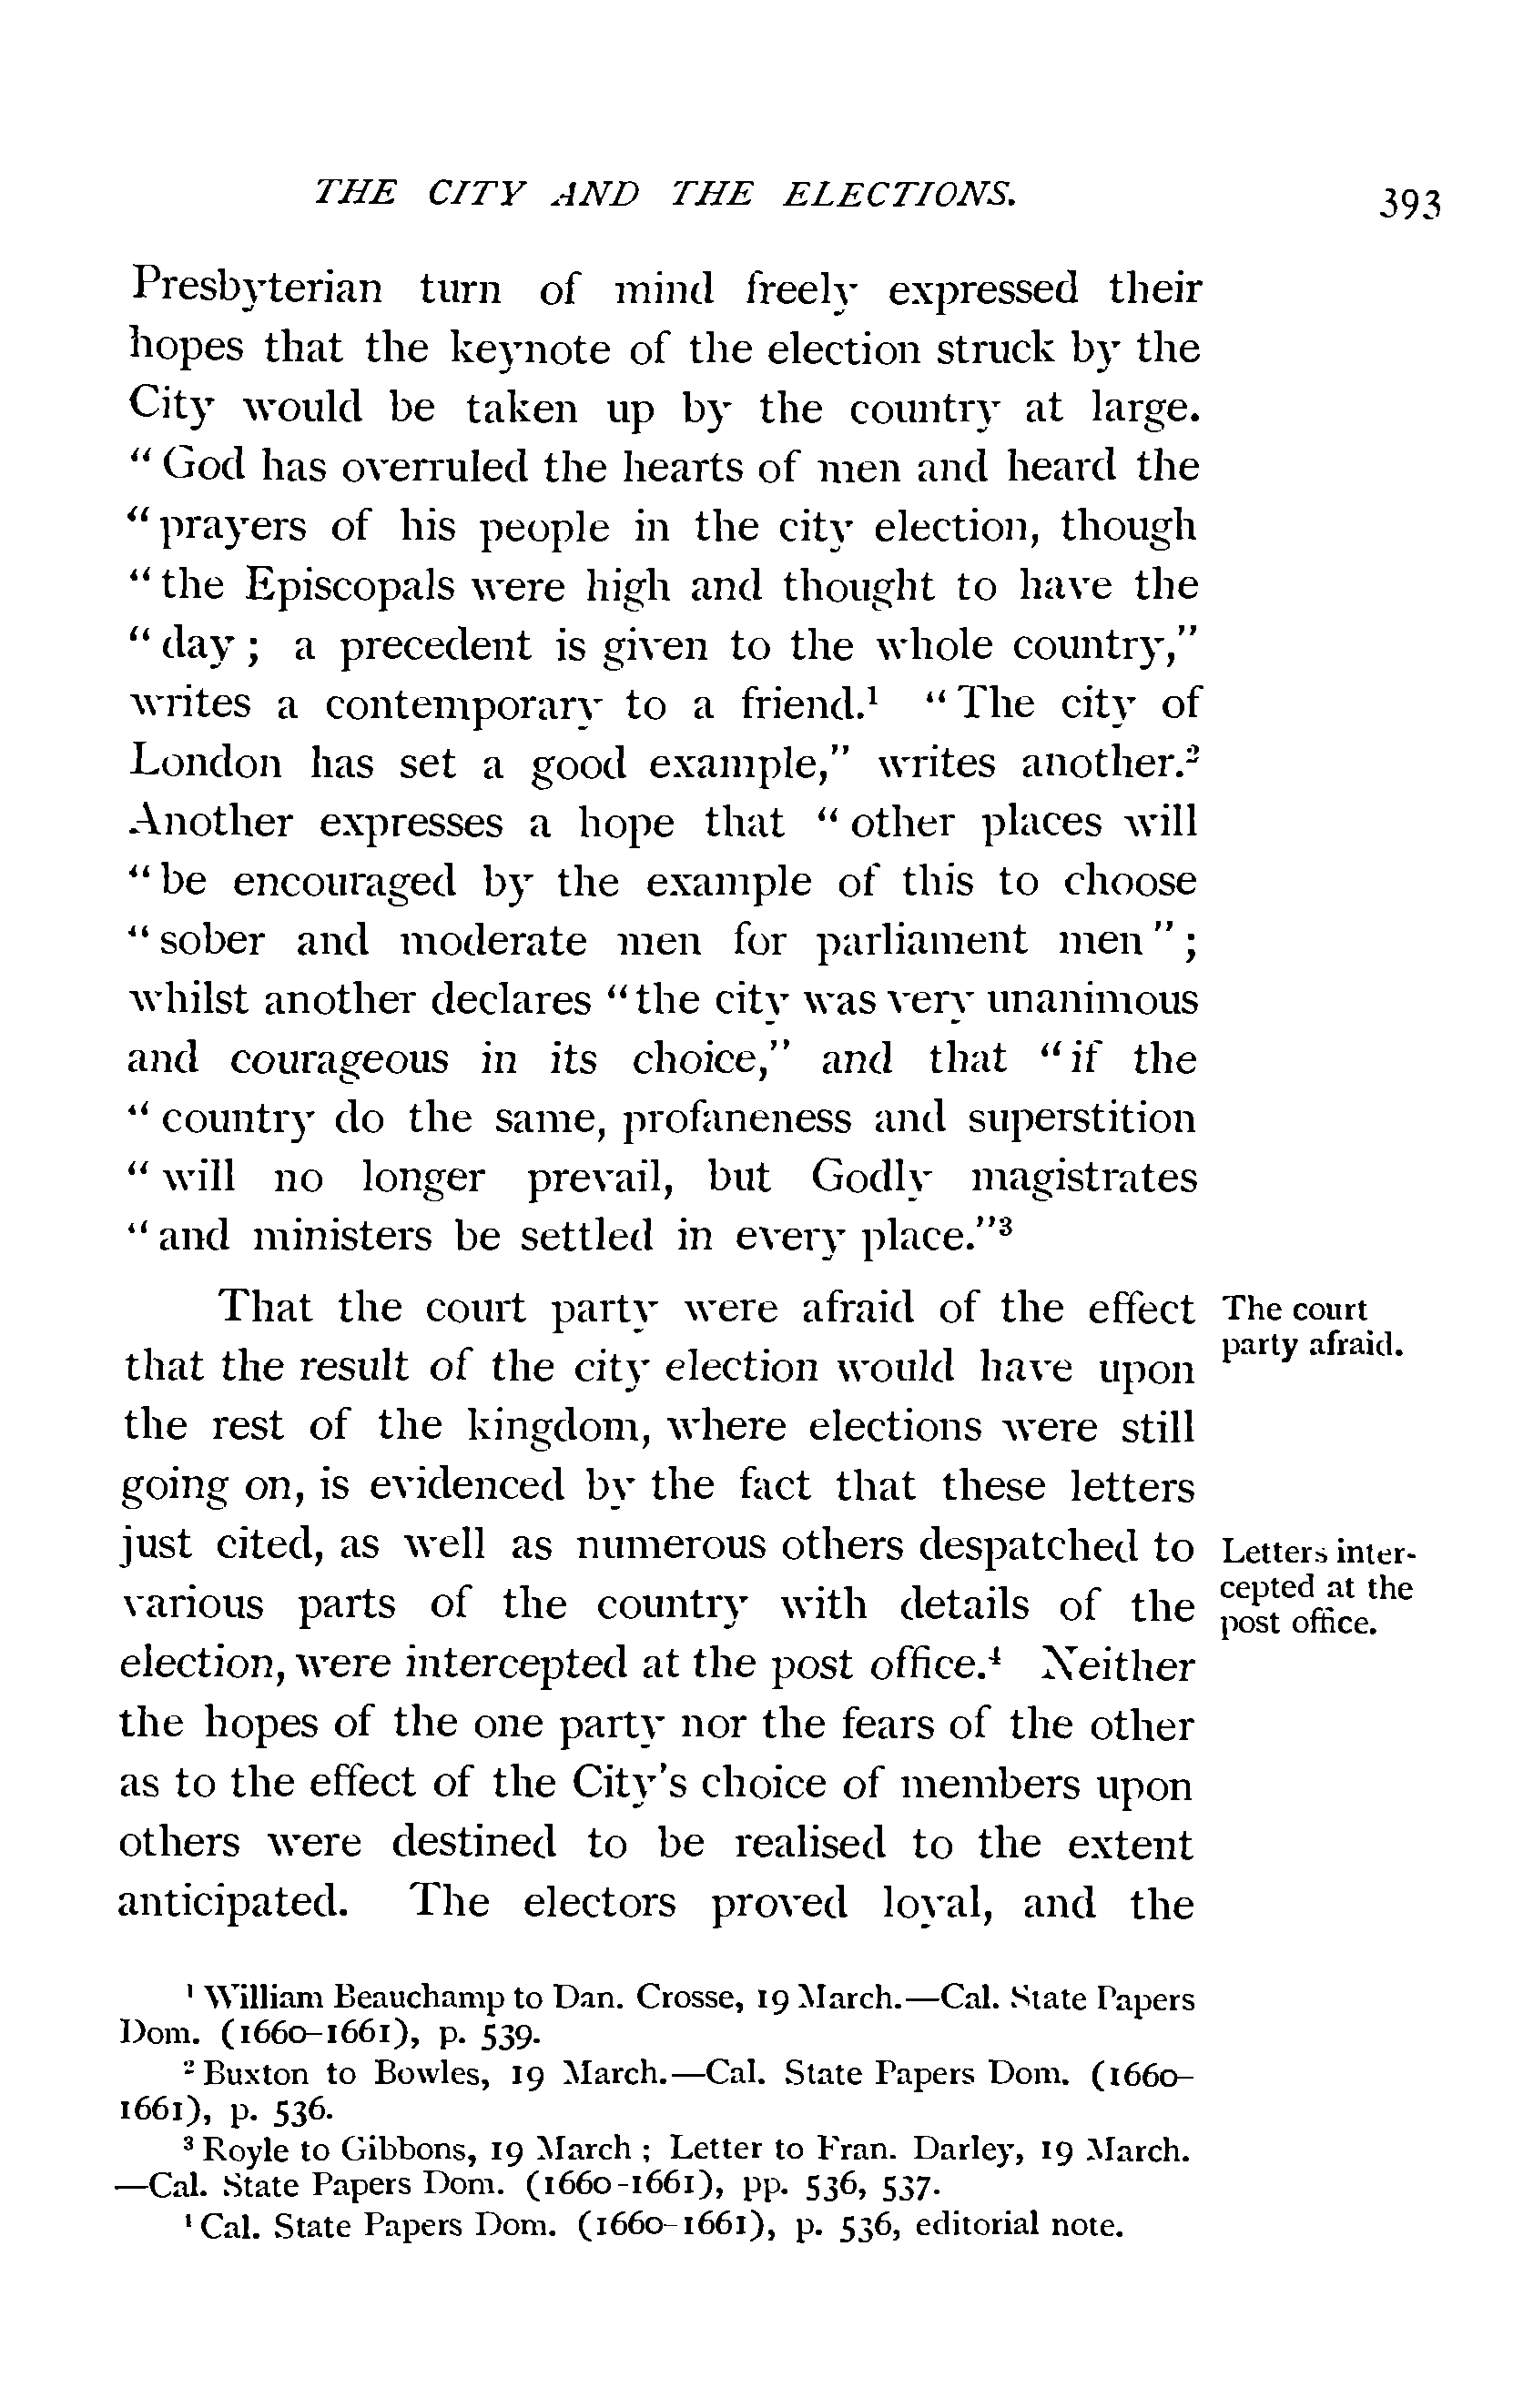 THE CITY AND THE ELECTIONS. 393
Presbyterian turn of mind freely expressed their
hopes that the keynote of the election struck by the
City would be taken up by the country at large.
“ God has overruled the hearts of men and heard the
“ prayers of his people in the city election, though
“ the Episcopals were high and thought to have the
“ day ; a precedent is given to the whole country,”
writes a contemporary to a friend.¹ “ The city of
London has set a good example,” writes another.²
Another expresses a hope that “ other places will
“ be encouraged by the example of this to choose
“ sober and moderate men for parliament men ” ;
whilst another declares “ the city was very unanimous
and courageous in its choice,” and that “ if the
“ country do the same, profaneness and superstition
“ will no longer prevail, but Godly magistrates
“ and ministers be settled in every place.”³
That the court party were afraid of the effect
that the result of the city election would have upon
the rest of the kingdom, where elections were still
going on, is evidenced by the fact that these letters
just cited, as well as numerous others despatched to
various parts of the country with details of the
election, were intercepted at the post office.⁴ Neither
the hopes of the one party nor the fears of the other
as to the effect of the City’s choice of members upon
others were destined to be realised to the extent
anticipated. The electors proved loyal, and the
The court
party afraid.
Letters inter-
cepted at the
post office.
¹ William Beauchamp to Dan. Crosse, 19 March.—Cal. State Papers
Dom. (1660–1661), p. 539.
² Buxton to Bowles, 19 March.—Cal. State Papers Dom. (1660–
1661), p. 536.
³ Royle to Gibbons, 19 March ; Letter to Fran. Darley, 19 March.
—Cal. State Papers Dom. (1660-1661), pp. 536, 537.
⁴ Cal. State Papers Dom. (1660–1661), p. 536, editorial note.